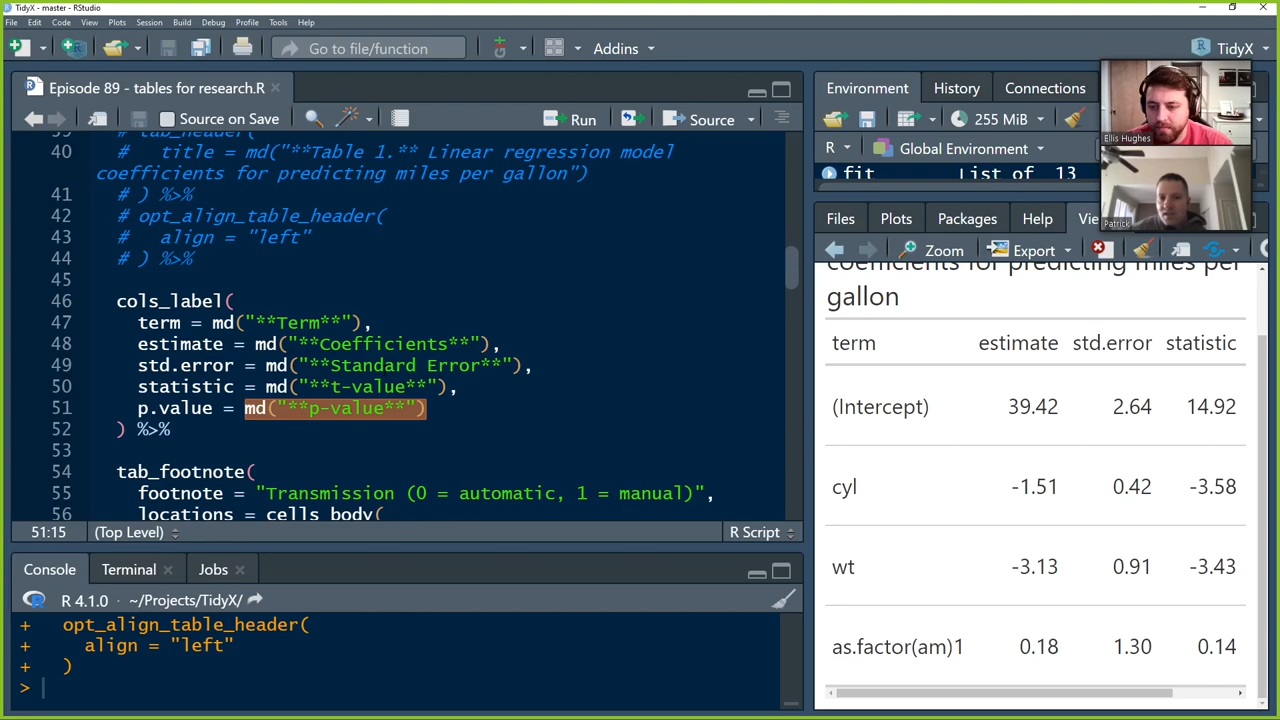 TidyX - master - RStudio
File Edit View Plots Session Build Debug Profile Tools Help
Go to file/function Addins TidyX
Episode 89 - tables for research.R
Source on Save Run Source
39 # tab_header(
40 # title = md("**Table 1.** Linear regression model
coefficients for predicting miles per gallon")
41 # ) %>%
42 # opt_align_table_header(
43 # align = "left"
44 # ) %>%
45
46 cols_label(
47 term = md("**Term**"),
48 estimate = md("**Coefficients**"),
49 std.error = md("**Standard Error**"),
50 statistic = md("**t-value**"),
51 p.value = md("**p-value**")
52 ) %>%
53
54 tab_footnote(
55 footnote = "Transmission (0 = automatic, 1 = manual)",
56 locations = cells_body(
51:15 (Top Level) R Script
Console Terminal Jobs
R 4.1.0 · ~/Projects/TidyX/
+ opt_align_table_header(
+ align = "left"
+ )
>
Environment History Connections
255 MiB
R Global Environment
fit List of 13
Ellis Hughes
Patrick
Files Plots Packages Help
Zoom Export
coefficients for predicting miles per
gallon
term estimate std.error statistic
(Intercept) 39.42 2.64 14.92
cyl -1.51 0.42 -3.58
wt -3.13 0.91 -3.43
as.factor(am)1 0.18 1.30 0.14